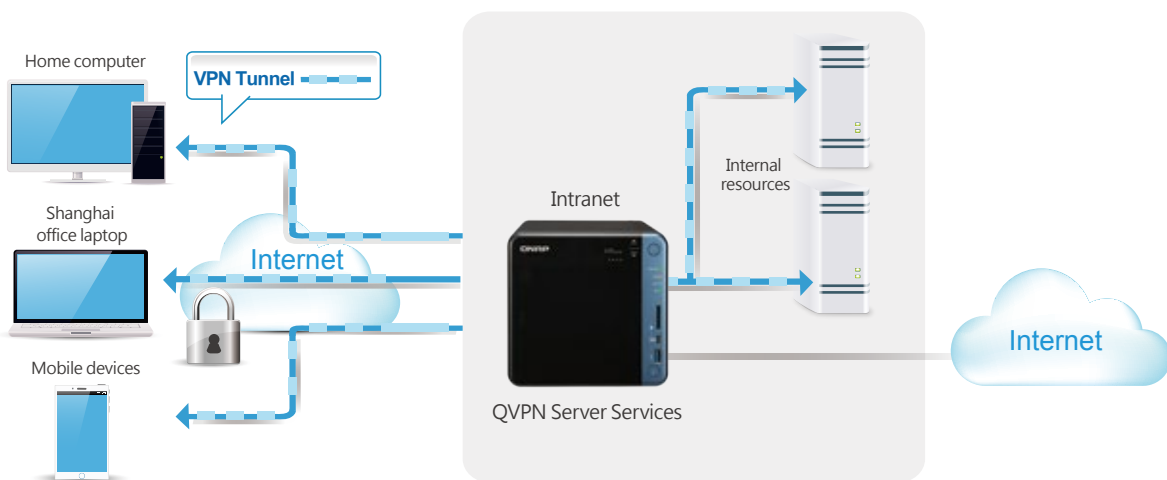 Home computer
VPN Tunnel
Shanghai
office laptop
Internet
Mobile devices
Intranet
QNAP
QVPN Server Services
Internal
resources
Internet